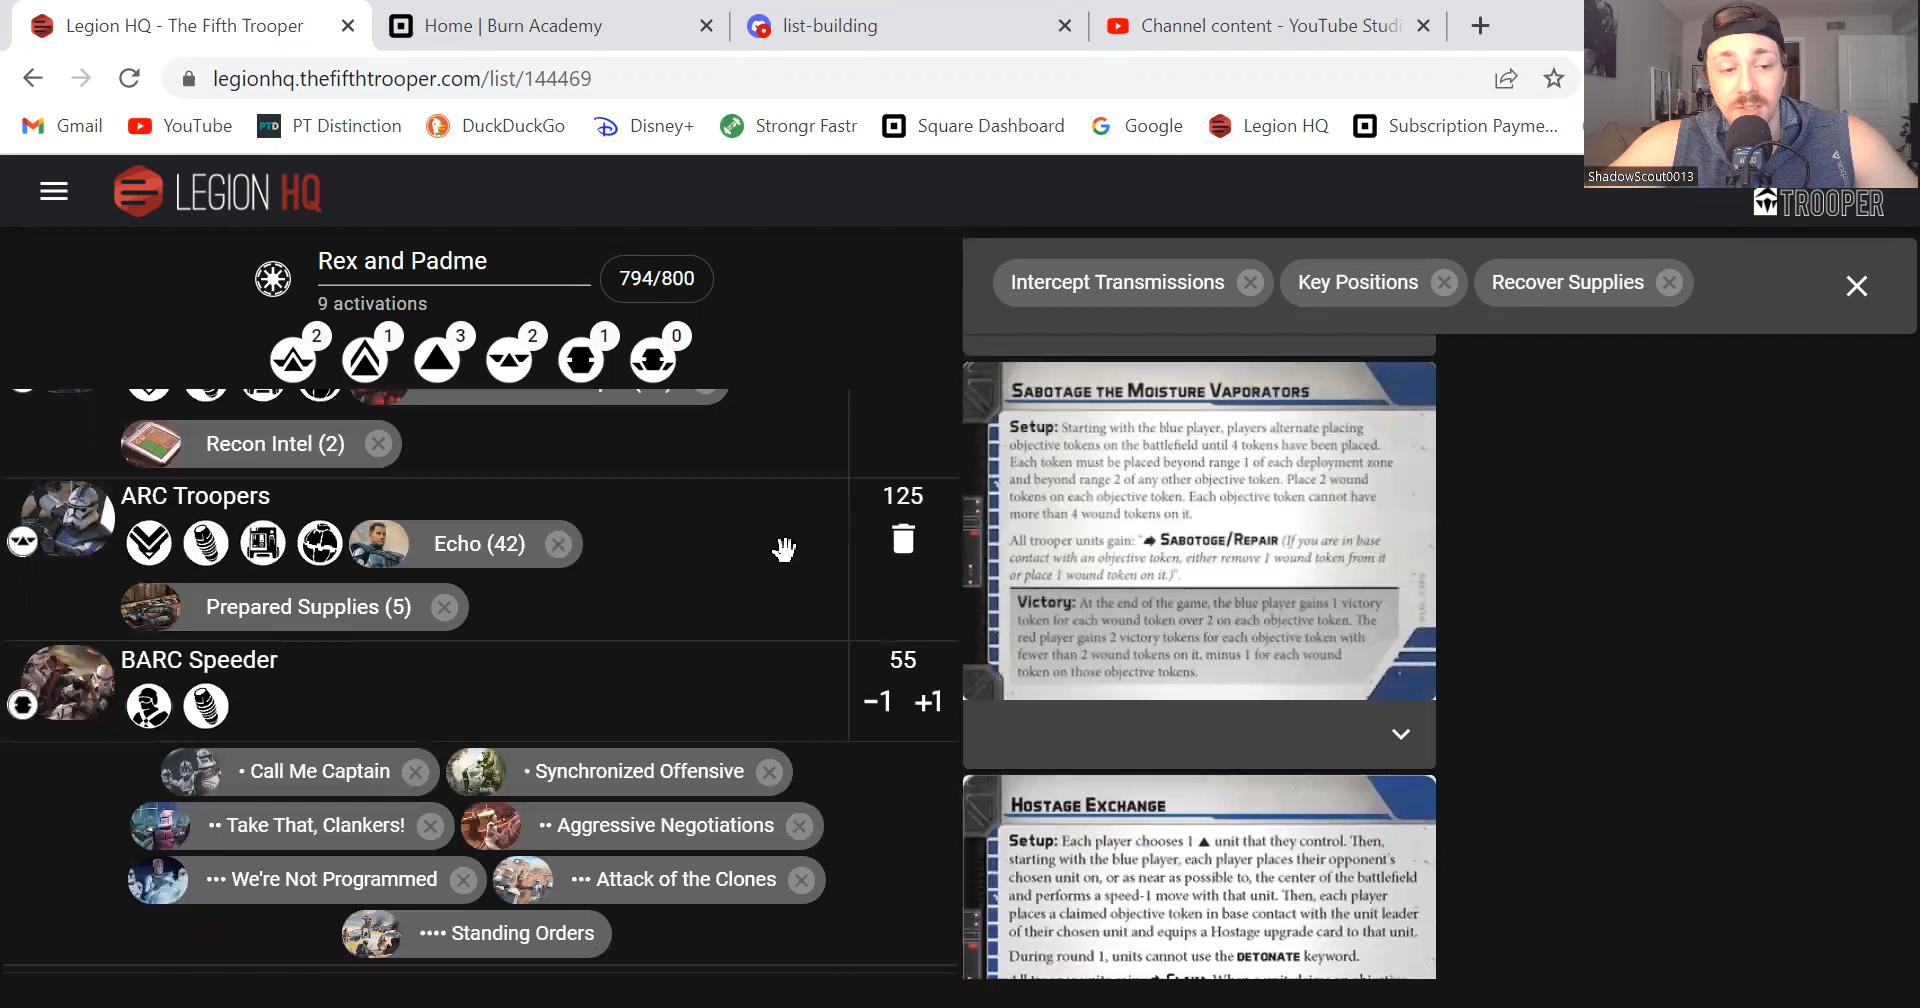 Legion HQ - The Fifth Trooper
Home | Burn Academy
list-building
Channel content - YouTube Studi
legionhq.thefifthtrooper.com/list/144469
Gmail
YouTube
PTD PT Distinction
DuckDuckGo
Disney+
Strongr Fastr
Square Dashboard
Google
Legion HQ
Subscription Payme...
ShadowScout0013
LEGION HQ
TROOPER
Rex and Padme
794/800
9 activations
2 1 3 2 1 0
Recon Intel (2)
ARC Troopers
125
Echo (42)
Prepared Supplies (5)
BARC Speeder
55
−1 +1
• Call Me Captain
• Synchronized Offensive
•• Take That, Clankers!
•• Aggressive Negotiations
••• We're Not Programmed
••• Attack of the Clones
•••• Standing Orders
Intercept Transmissions
Key Positions
Recover Supplies
Sabotage the Moisture Vaporators
Setup: Starting with the blue player, players alternate placing
objective tokens on the battlefield until 4 tokens have been placed.
Each token must be placed beyond range 1 of each deployment zone
and beyond range 2 of any other objective token. Place 2 wound
tokens on each objective token. Each objective token cannot have
more than 4 wound tokens on it.
All trooper units gain: "Sabotoge/Repair (If you are in base
contact with an objective token, either remove 1 wound token from it
or place 1 wound token on it.)".
Victory: At the end of the game, the blue player gains 1 victory
token for each wound token over 2 on each objective token. The
red player gains 2 victory tokens for each objective token with
fewer than 2 wound tokens on it, minus 1 for each wound
token on those objective tokens.
Hostage Exchange
Setup: Each player chooses 1 ▲ unit that they control. Then,
starting with the blue player, each player places their opponent's
chosen unit on, or as near as possible to, the center of the battlefield
and performs a speed-1 move with that unit. Then, each player
places a claimed objective token in base contact with the unit leader
of their chosen unit and equips a Hostage upgrade card to that unit.
During round 1, units cannot use the DETONATE keyword.